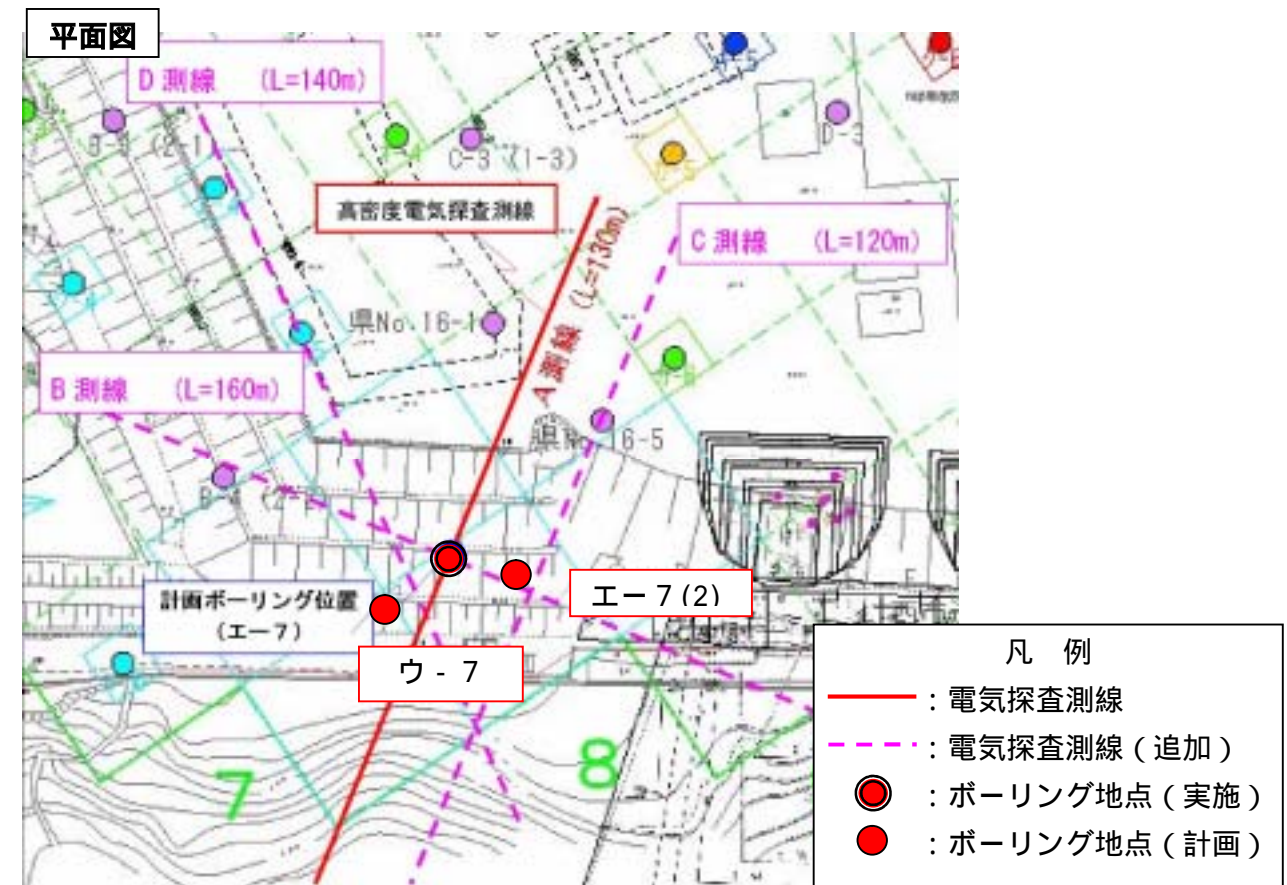 平面図
D 測線 (L=140m)
B-3 (2-1)
C-3 (1-3)
D-3
高密度電気探査測線
A 測線 (L=130m)
C 測線 (L=120m)
県No.16-1
B 測線 (L=160m)
県No.16-5
計画ボーリング位置
(エー7)
エー7(2)
ウ-7
7
8
凡 例
:電気探査測線
:電気探査測線(追加)
:ボーリング地点(実施)
:ボーリング地点(計画)